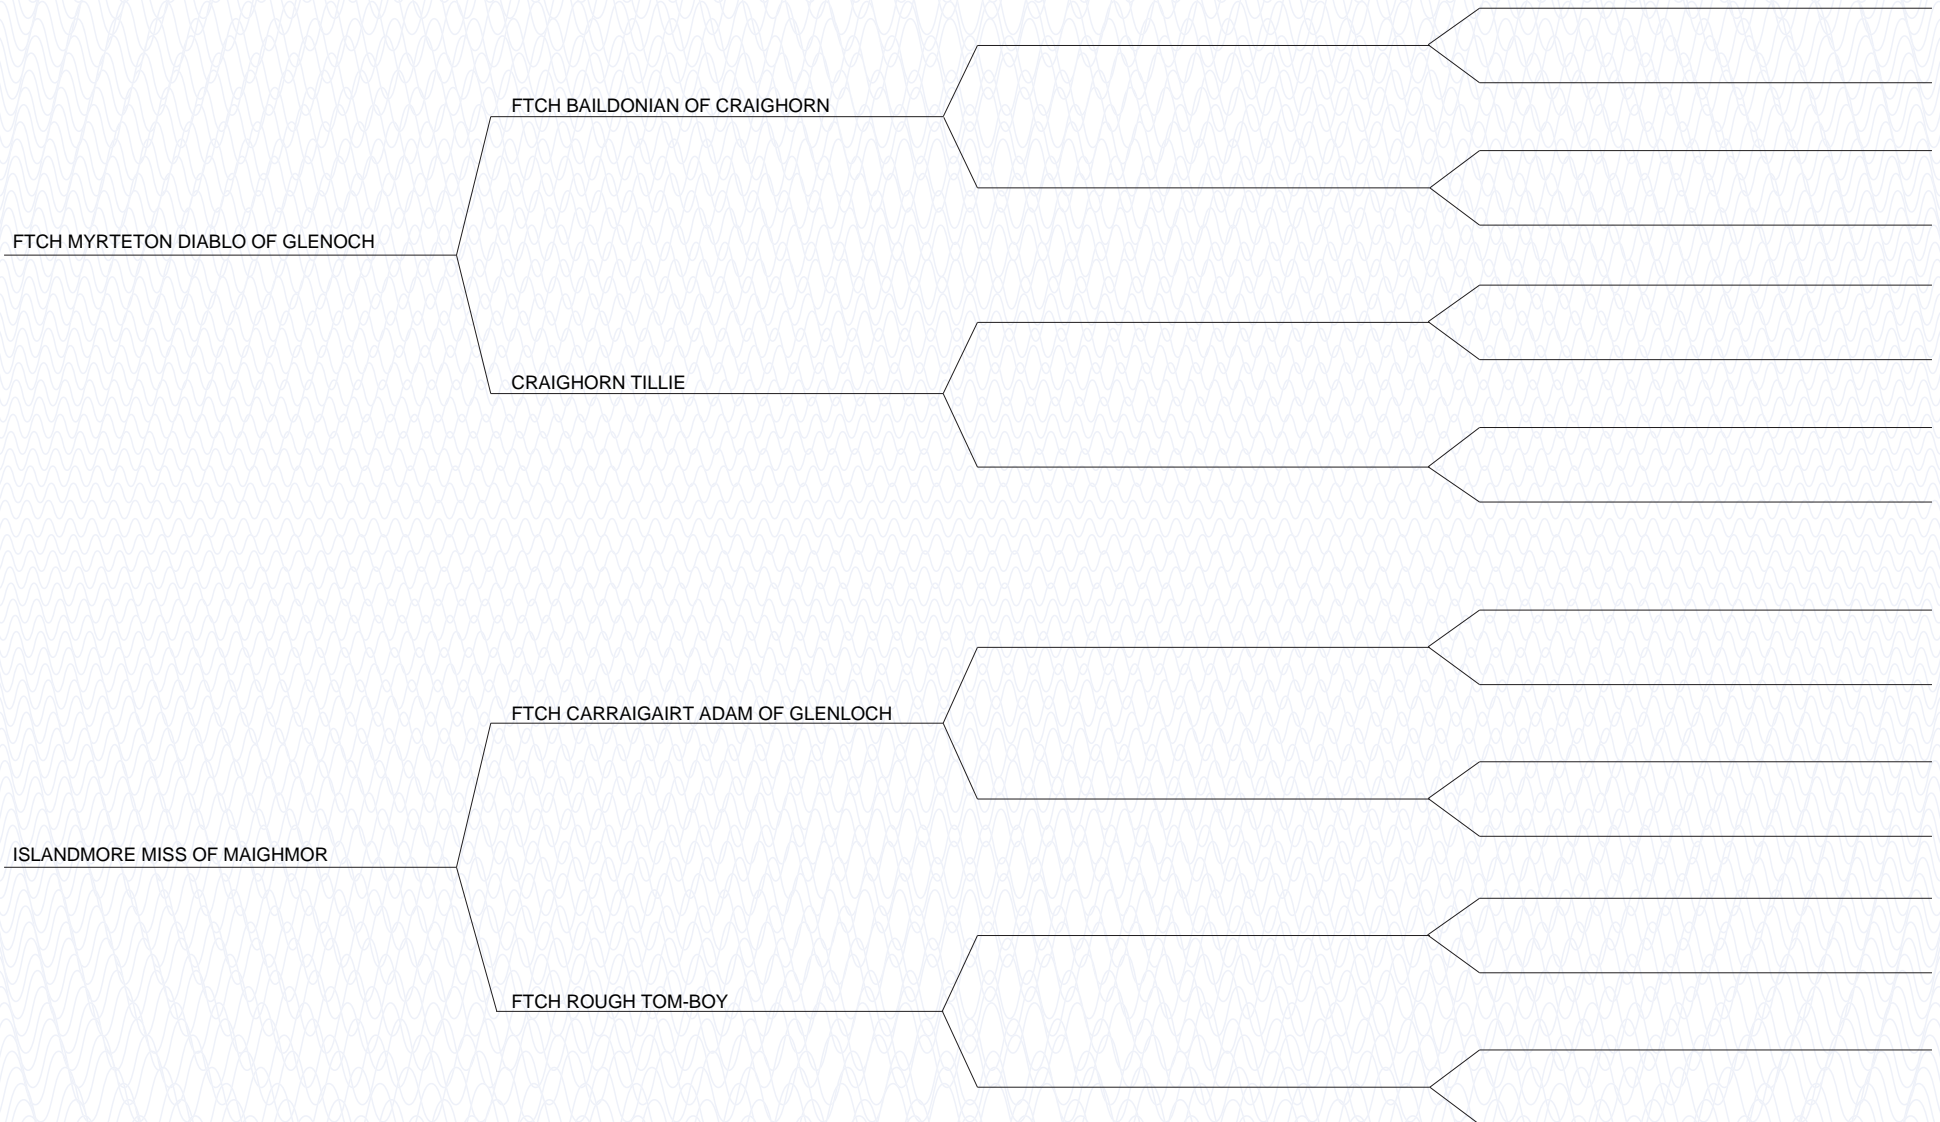 FTCH BAILDONIAN OF CRAIGHORN
FTCH MYRTETON DIABLO OF GLENOCH
CRAIGHORN TILLIE
FTCH CARRAIGAIRT ADAM OF GLENLOCH
ISLANDMORE MISS OF MAIGHMOR
FTCH ROUGH TOM-BOY